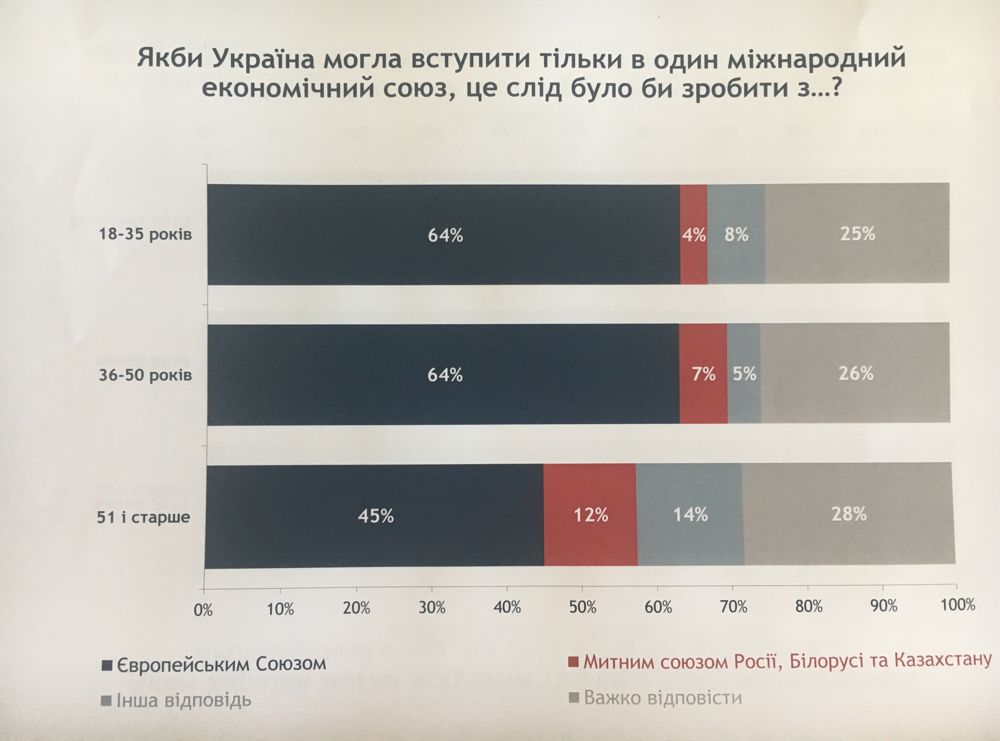 Якби Україна могла вступити тільки в один міжнародний
економічний союз, це слід було би зробити з...?
18-35 років
64%
4%
8%
25%
36-50 років
64%
7%
5%
26%
51 і старше
45%
12%
14%
28%
0%
10%
20%
30%
40%
50%
60%
70%
80%
90%
100%
Європейським Союзом
Митним союзом Росії, Білорусі та Казахстану
Інша відповідь
Важко відповісти